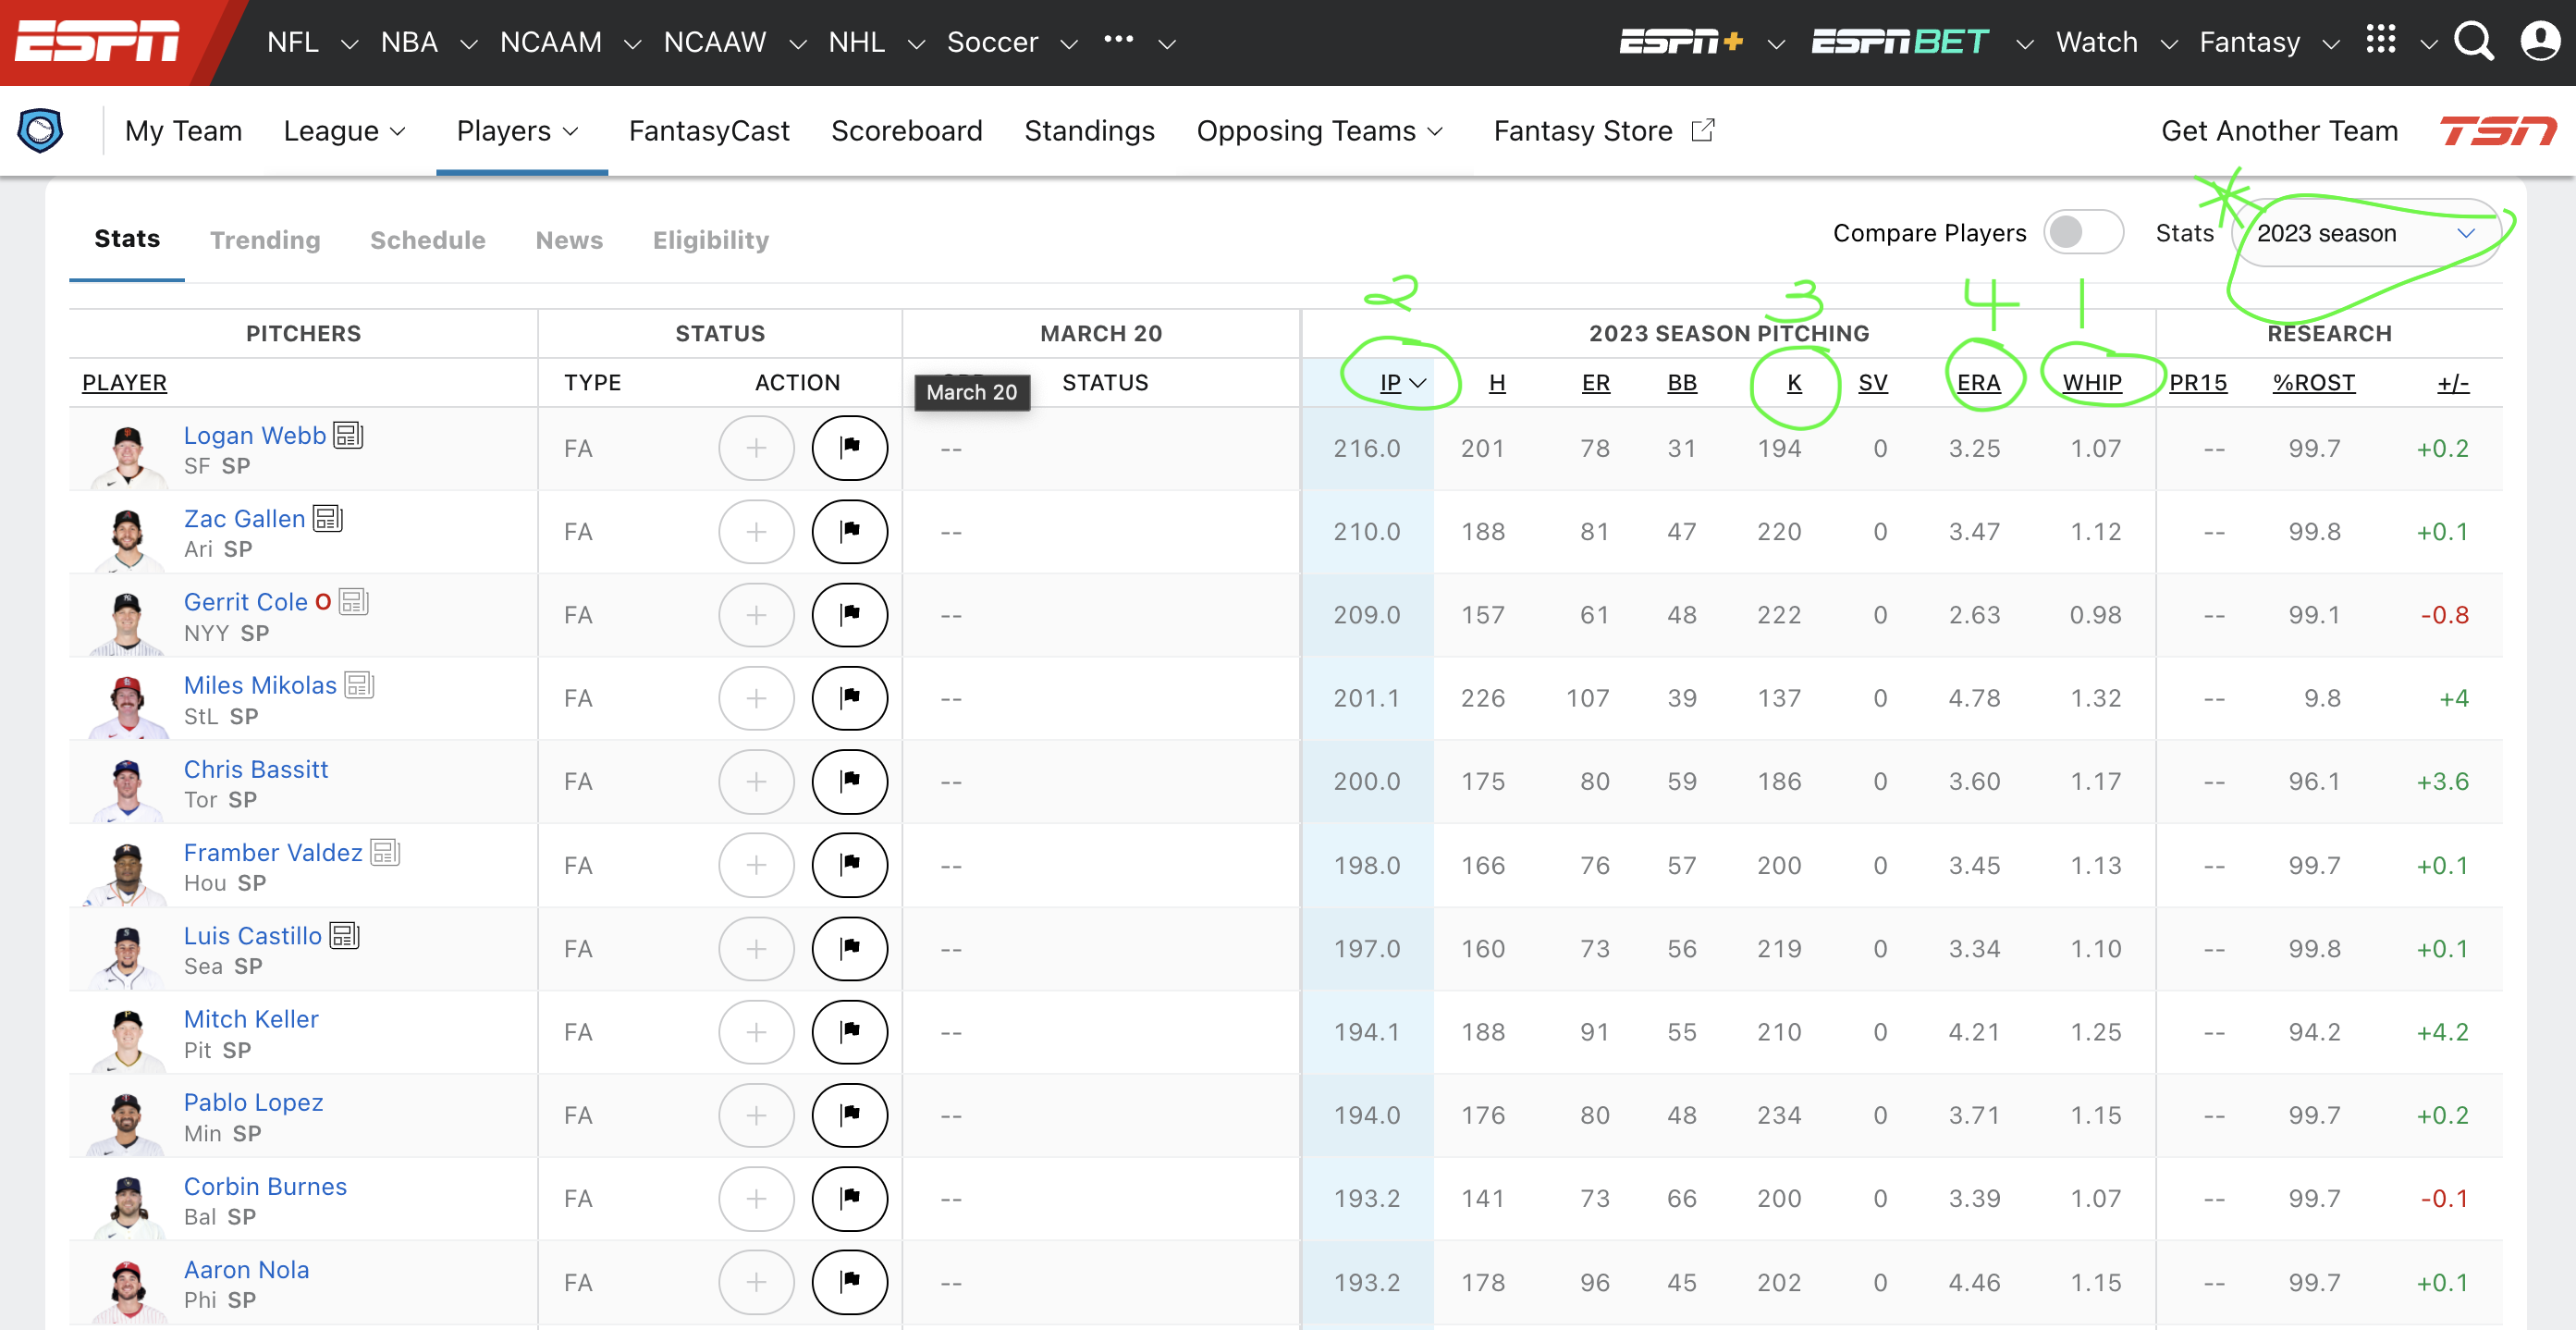 ESPN NFL NBA NCAAM NCAAW NHL Soccer ••• ESPN+ ESPN BET Watch Fantasy
My Team League Players FantasyCast Scoreboard Standings Opposing Teams Fantasy Store Get Another Team TSN
Stats Trending Schedule News Eligibility Compare Players Stats 2023 season
2 3 4 1
PITCHERS STATUS MARCH 20 2023 SEASON PITCHING RESEARCH
PLAYER TYPE ACTION STATUS IP H ER BB K SV ERA WHIP PR15 %ROST +/-
March 20
Logan Webb
SF SP FA -- 216.0 201 78 31 194 0 3.25 1.07 -- 99.7 +0.2
Zac Gallen
Ari SP FA -- 210.0 188 81 47 220 0 3.47 1.12 -- 99.8 +0.1
Gerrit Cole O
NYY SP FA -- 209.0 157 61 48 222 0 2.63 0.98 -- 99.1 -0.8
Miles Mikolas
StL SP FA -- 201.1 226 107 39 137 0 4.78 1.32 -- 9.8 +4
Chris Bassitt
Tor SP FA -- 200.0 175 80 59 186 0 3.60 1.17 -- 96.1 +3.6
Framber Valdez
Hou SP FA -- 198.0 166 76 57 200 0 3.45 1.13 -- 99.7 +0.1
Luis Castillo
Sea SP FA -- 197.0 160 73 56 219 0 3.34 1.10 -- 99.8 +0.1
Mitch Keller
Pit SP FA -- 194.1 188 91 55 210 0 4.21 1.25 -- 94.2 +4.2
Pablo Lopez
Min SP FA -- 194.0 176 80 48 234 0 3.71 1.15 -- 99.7 +0.2
Corbin Burnes
Bal SP FA -- 193.2 141 73 66 200 0 3.39 1.07 -- 99.7 -0.1
Aaron Nola
Phi SP FA -- 193.2 178 96 45 202 0 4.46 1.15 -- 99.7 +0.1